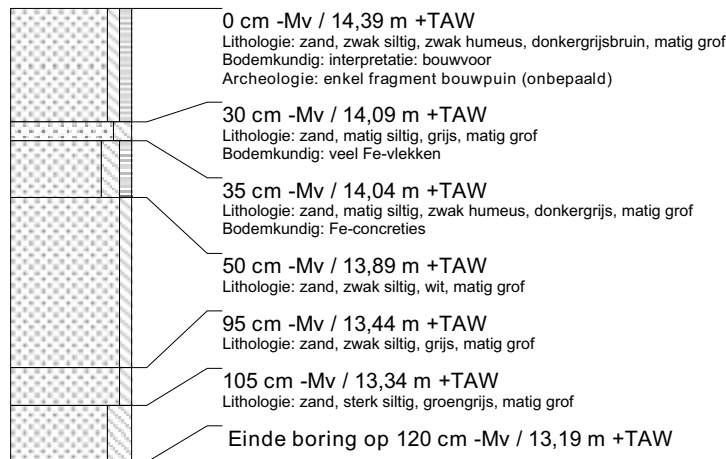 0 cm -Mv / 14,39 m +TAW
Lithologie: zand, zwak siltig, zwak humeus, donkergrijsbruin, matig grof
Bodemkundig: interpretatie: bouwvoor
Archeologie: enkel fragment bouwpuin (onbepaald)
30 cm -Mv / 14,09 m +TAW
Lithologie: zand, matig siltig, grijs, matig grof
Bodemkundig: veel Fe-vlekken
35 cm -Mv / 14,04 m +TAW
Lithologie: zand, matig siltig, zwak humeus, donkergrijs, matig grof
Bodemkundig: Fe-concreties
50 cm -Mv / 13,89 m +TAW
Lithologie: zand, zwak siltig, wit, matig grof
95 cm -Mv / 13,44 m +TAW
Lithologie: zand, zwak siltig, grijs, matig grof
105 cm -Mv / 13,34 m +TAW
Lithologie: zand, sterk siltig, groengrijs, matig grof
Einde boring op 120 cm -Mv / 13,19 m +TAW